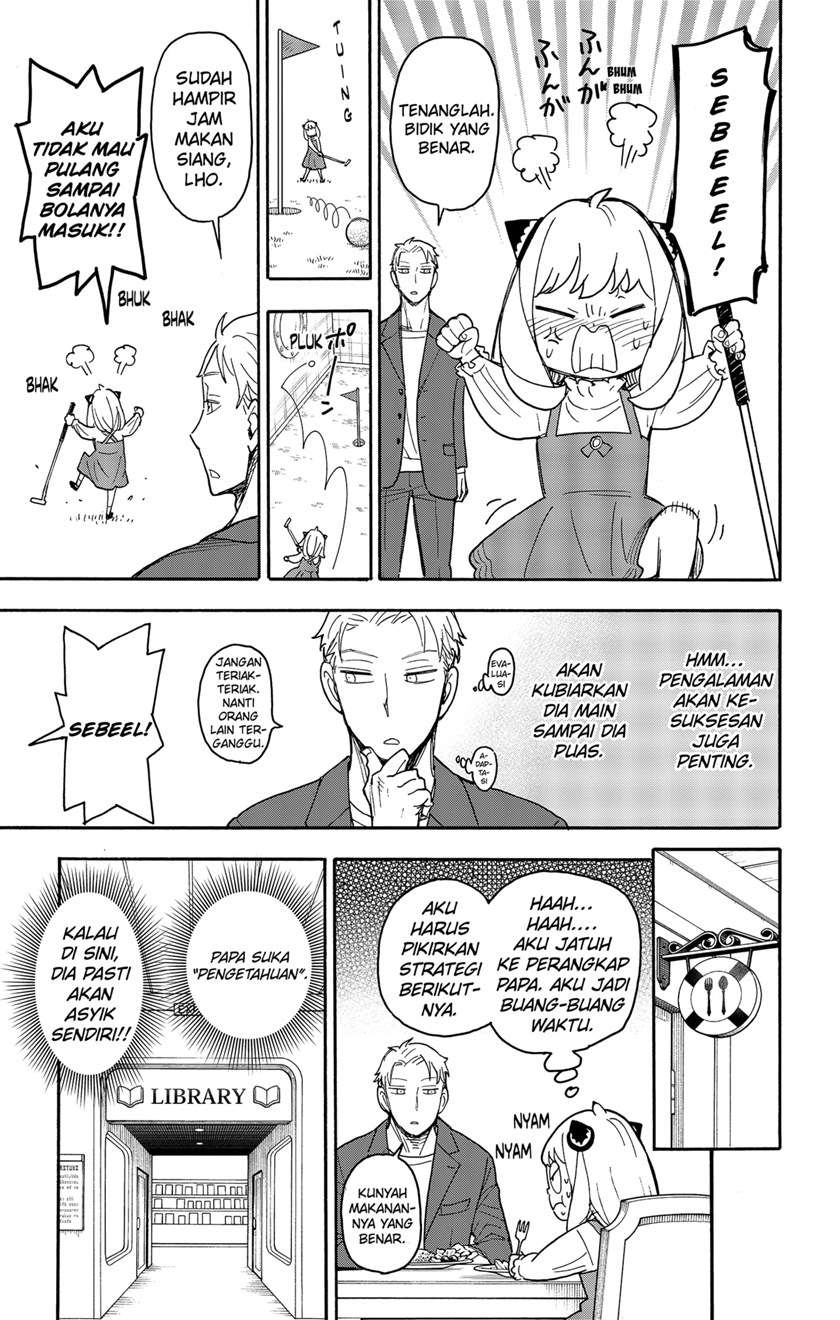 SEBEEEL!
ふんが
ふんが
BHUM
BHUM
TENANGLAH.
BIDIK YANG
BENAR.
TUING
PLUK
ポ
SUDAH
HAMPIR
JAM
MAKAN
SIANG,
LHO.
AKU
TIDAK MAU
PULANG
SAMPAI
BOLANYA
MASUK!!
BHUK
BHAK
BHAK
HMM...
PENGALAMAN
AKAN KE-
SUKSESAN
JUGA
PENTING.
AKAN
KUBIARKAN
DIA MAIN
SAMPAI DIA
PUAS.
EVA-
LUA-
SI
A-
DAP-
TA-
SI
JANGAN
TERIAK-
TERIAK.
NANTI
ORANG
LAIN TER-
GANGGU.
SEBEEL!
HAAH...
HAAH....
AKU JATUH
KE PERANGKAP
PAPA. AKU JADI
BUANG-BUANG
WAKTU.
AKU
HARUS
PIKIRKAN
STRATEGI
BERIKUT-
NYA.
NYAM
NYAM
KUNYAH
MAKANAN-
NYA YANG
BENAR.
PAPA SUKA
"PENGETAHUAN".
KALAU
DI SINI,
DIA PASTI
AKAN
ASYIK
SENDIRI!!
LIBRARY